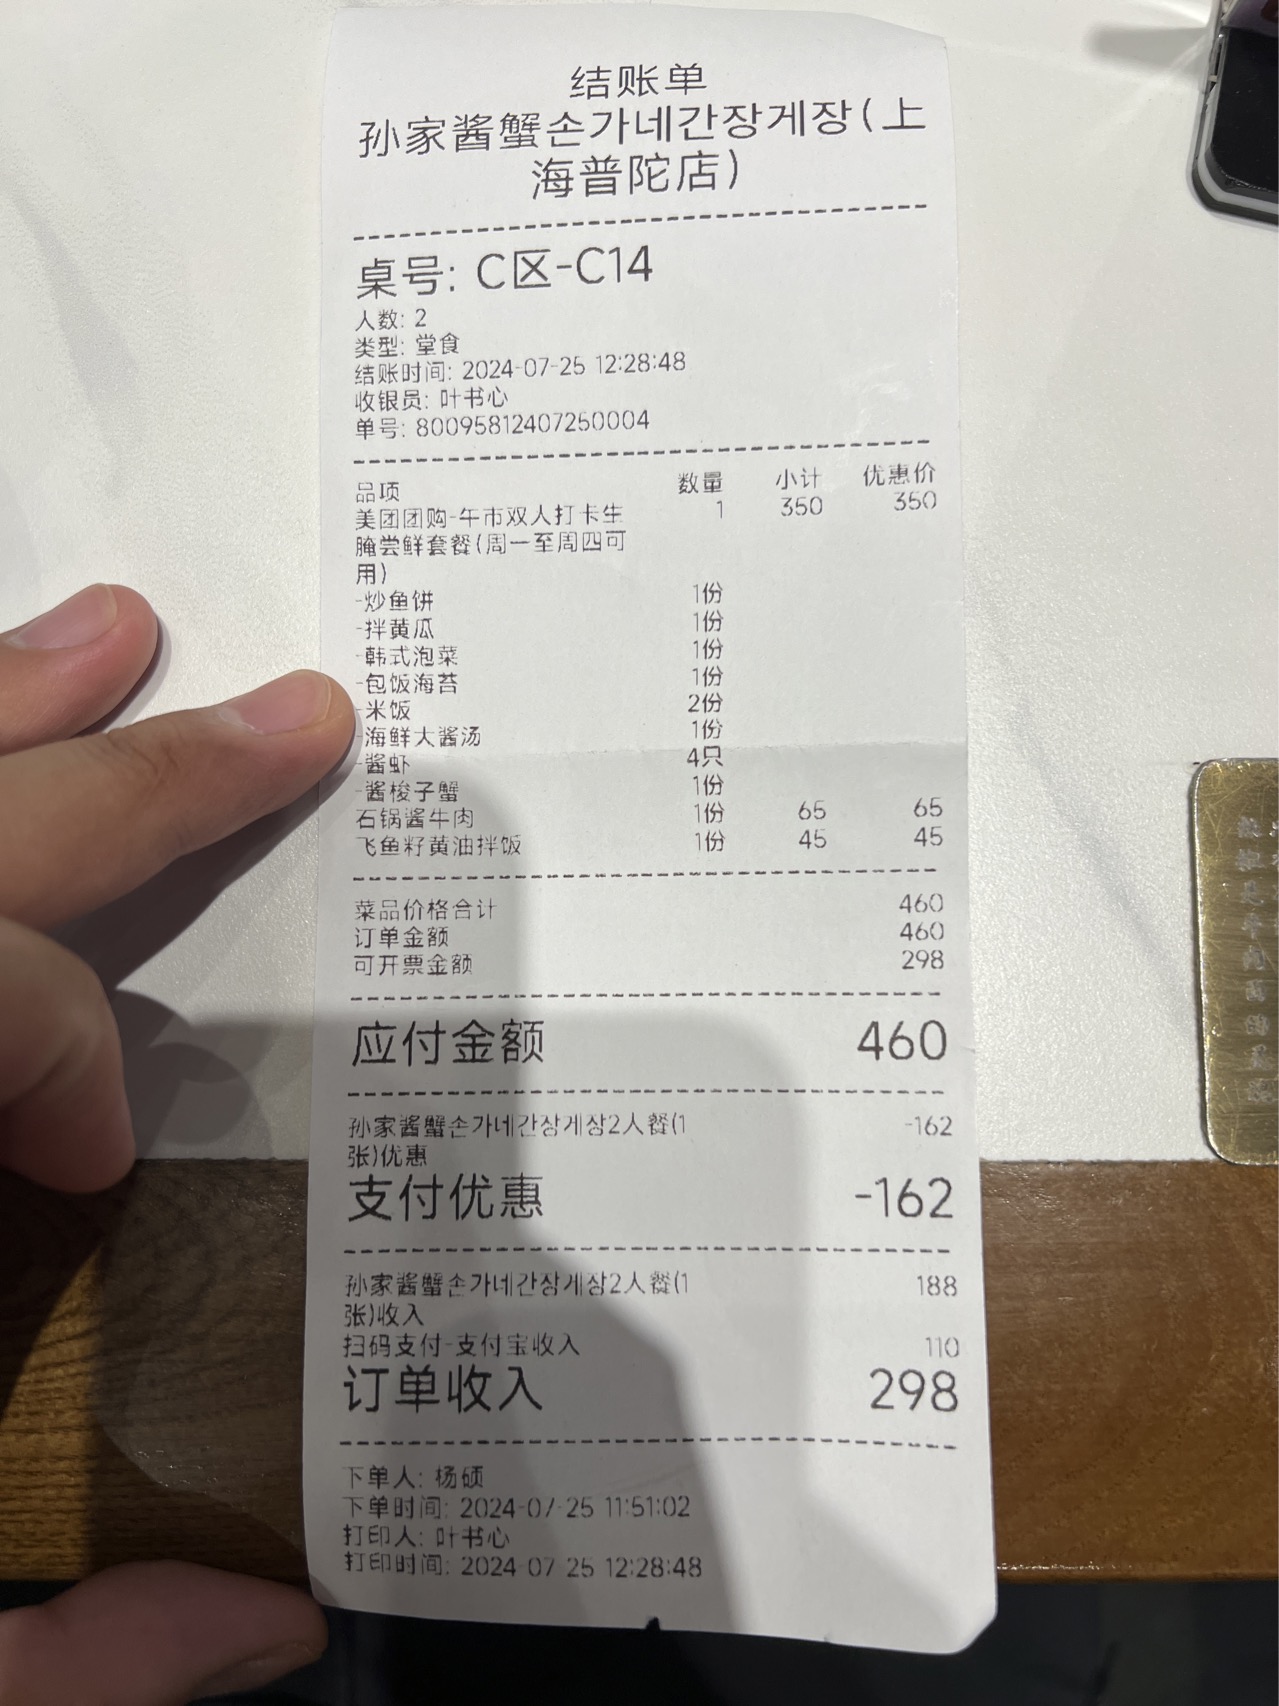 结账单
孙家酱蟹손가네간장게장(上
海普陀店)
桌号: C区-C14
人数: 2
类型: 堂食
结账时间: 2024-07-25 12:28:48
收银员: 叶书心
单号: 80095812407250004
品项 数量 小计 优惠价
美团团购-午市双人打卡生 1 350 350
腌尝鲜套餐(周一至周四可
用)
-炒鱼饼 1份
-拌黄瓜 1份
-韩式泡菜 1份
-包饭海苔 1份
-米饭 2份
-海鲜大酱汤 1份
-酱虾 4只
-酱梭子蟹 1份
石锅酱牛肉 1份 65 65
飞鱼籽黄油拌饭 1份 45 45
菜品价格合计 460
订单金额 460
可开票金额 298
应付金额 460
孙家酱蟹손가네간장게장2人餐(1 -162
张)优惠
支付优惠 -162
孙家酱蟹손가네간장게장2人餐(1 188
张)收入
扫码支付-支付宝收入 110
订单收入 298
下单人: 杨硕
下单时间: 2024-07-25 11:51:02
打印人: 叶书心
打印时间: 2024-07-25 12:28:48